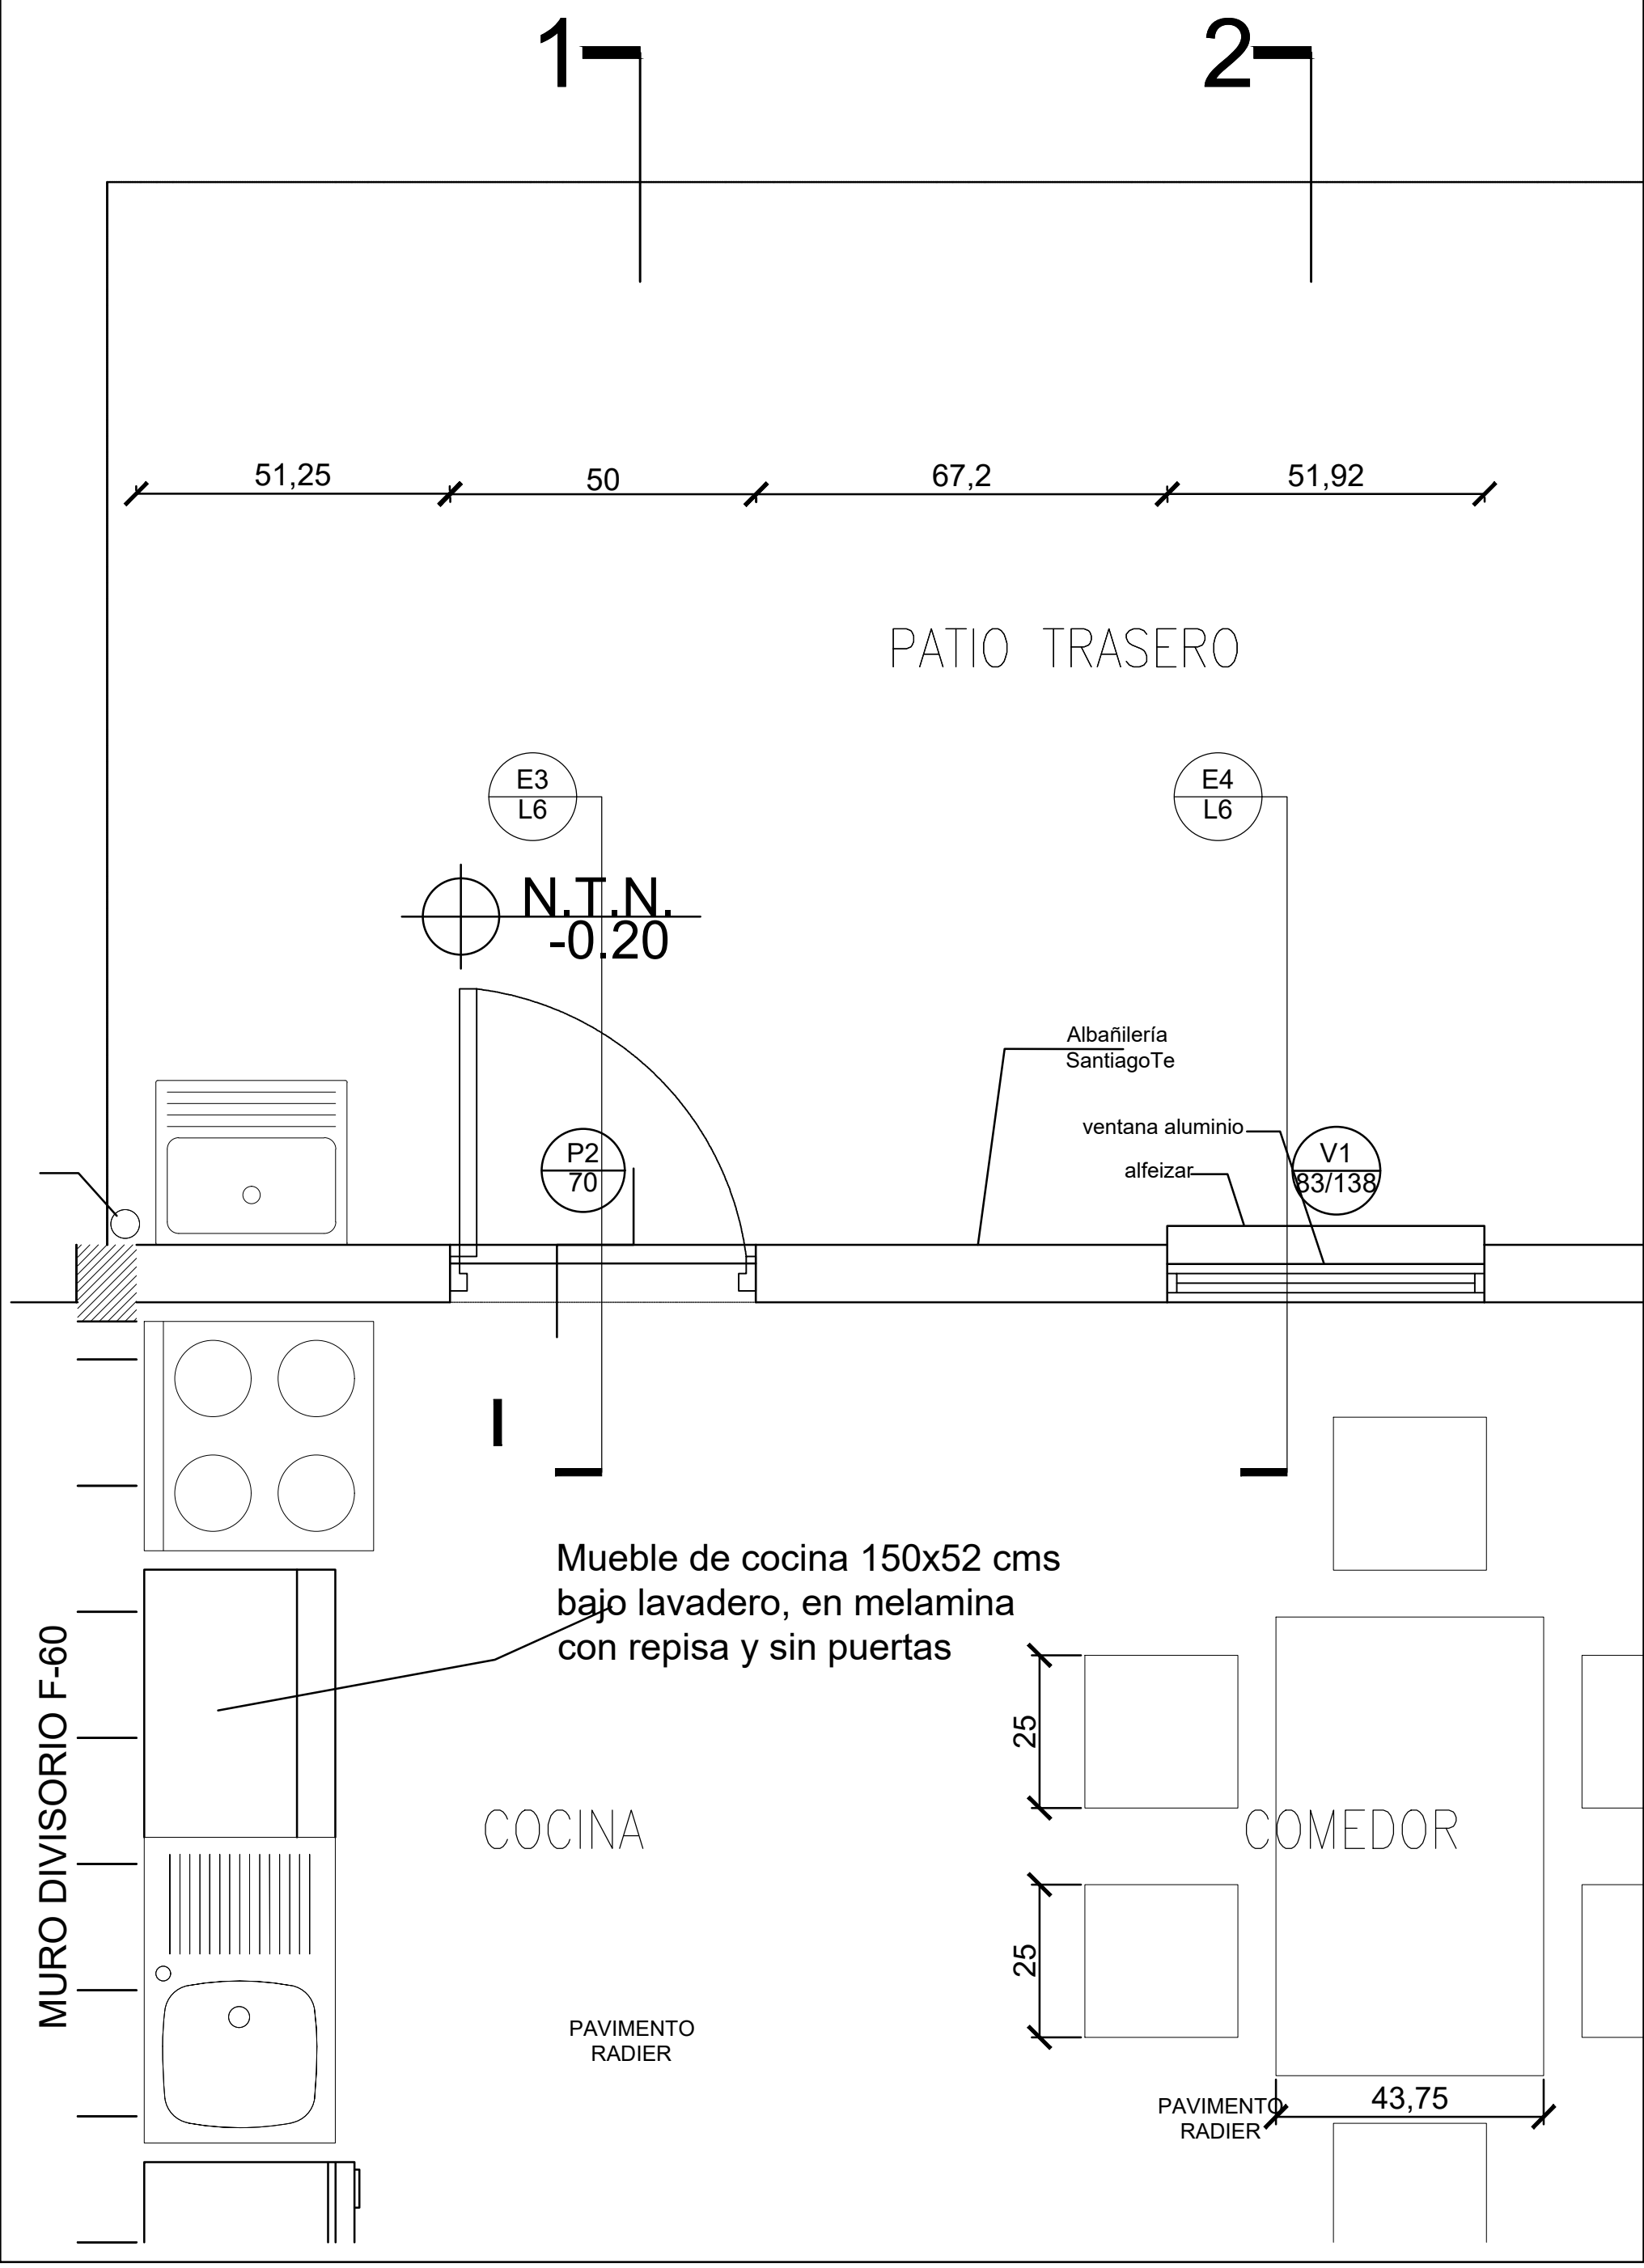 1
2
51,25
50
67,2
51,92
PATIO TRASERO
E3
L6
E4
L6
N.T.N.
-0.20
Albañilería
SantiagoTe
ventana aluminio
alfeizar
P2
70
V1
83/138
I
Mueble de cocina 150x52 cms
bajo lavadero, en melamina
con repisa y sin puertas
MURO DIVISORIO F-60
25
COCINA
COMEDOR
25
PAVIMENTO
RADIER
43,75
PAVIMENTO
RADIER